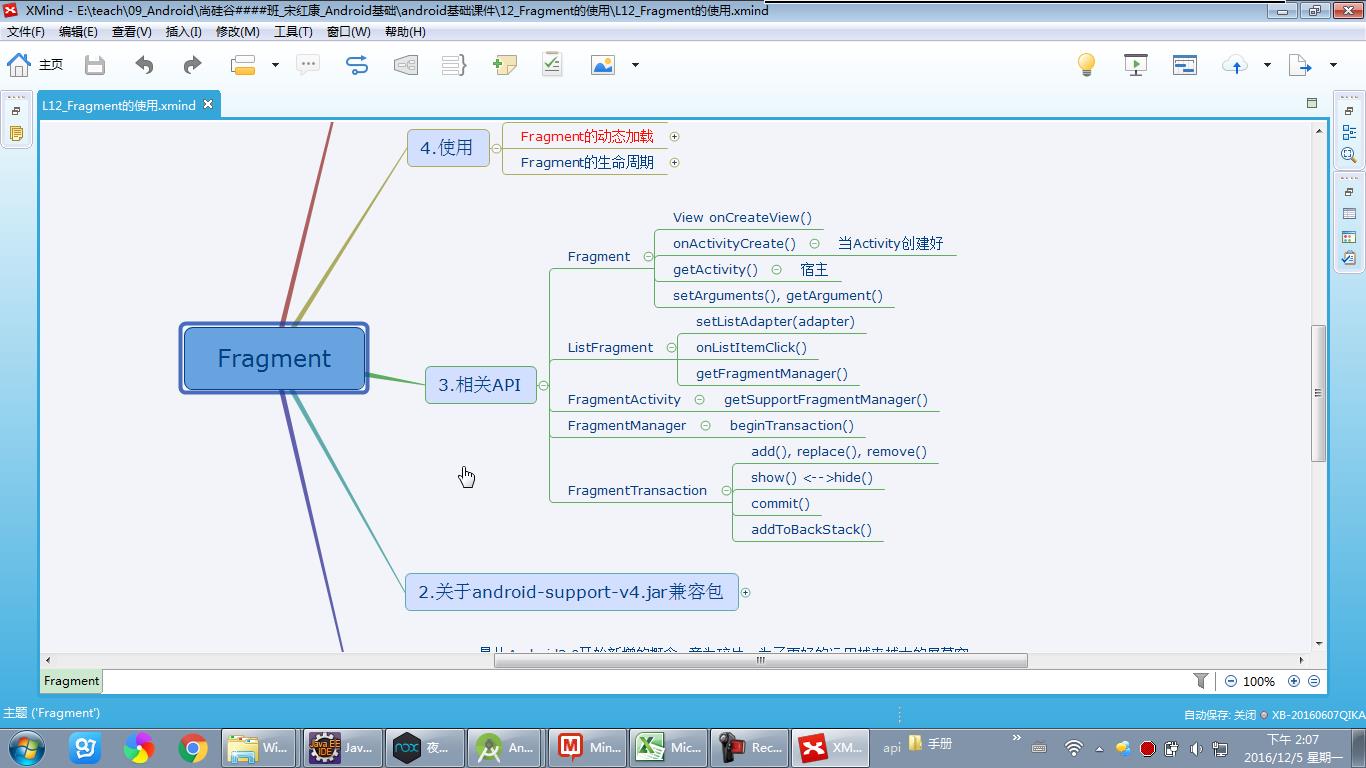 XMind - E:\teach\09_Android\尚硅谷####班_宋红康_Android基础\android基础课件\12_Fragment的使用\L12_Fragment的使用.xmind
文件(F) 编辑(E) 查看(V) 插入(I) 修改(M) 工具(T) 窗口(W) 帮助(H)
主页
L12_Fragment的使用.xmind
4.使用
Fragment的动态加载
Fragment的生命周期
Fragment
3.相关API
Fragment
View onCreateView()
onActivityCreate() 当Activity创建好
getActivity() 宿主
setArguments(), getArgument()
ListFragment
setListAdapter(adapter)
onListItemClick()
getFragmentManager()
FragmentActivity getSupportFragmentManager()
FragmentManager beginTransaction()
FragmentTransaction
add(), replace(), remove()
show() <-->hide()
commit()
addToBackStack()
2.关于android-support-v4.jar兼容包
Fragment
100%
主题 ('Fragment')
自动保存: 关闭 XB-20160607QIKA
Wi... Jav... 夜... An... Min... Mic... Rec... XM... api 手册
下午 2:07
2016/12/5 星期一